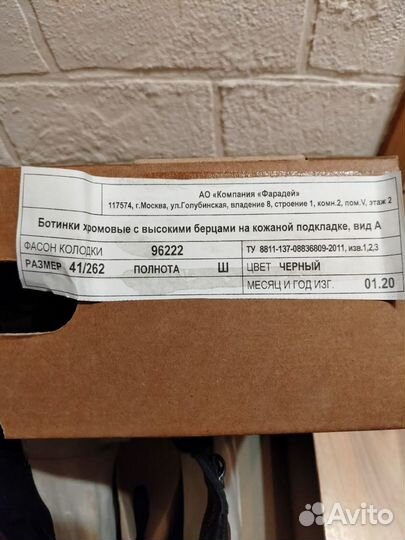 АО «Компания «Фарадей»
117574, г.Москва, ул.Голубинская, владение 8, строение 1, комн.2, пом.V, этаж 2
Ботинки хромовые с высокими берцами на кожаной подкладке, вид А
ФАСОН КОЛОДКИ 96222 ТУ 8811-137-08836809-2011, изв.1,2,3
РАЗМЕР 41/262 ПОЛНОТА Ш ЦВЕТ ЧЕРНЫЙ
МЕСЯЦ И ГОД ИЗГ. 01.20
Avito